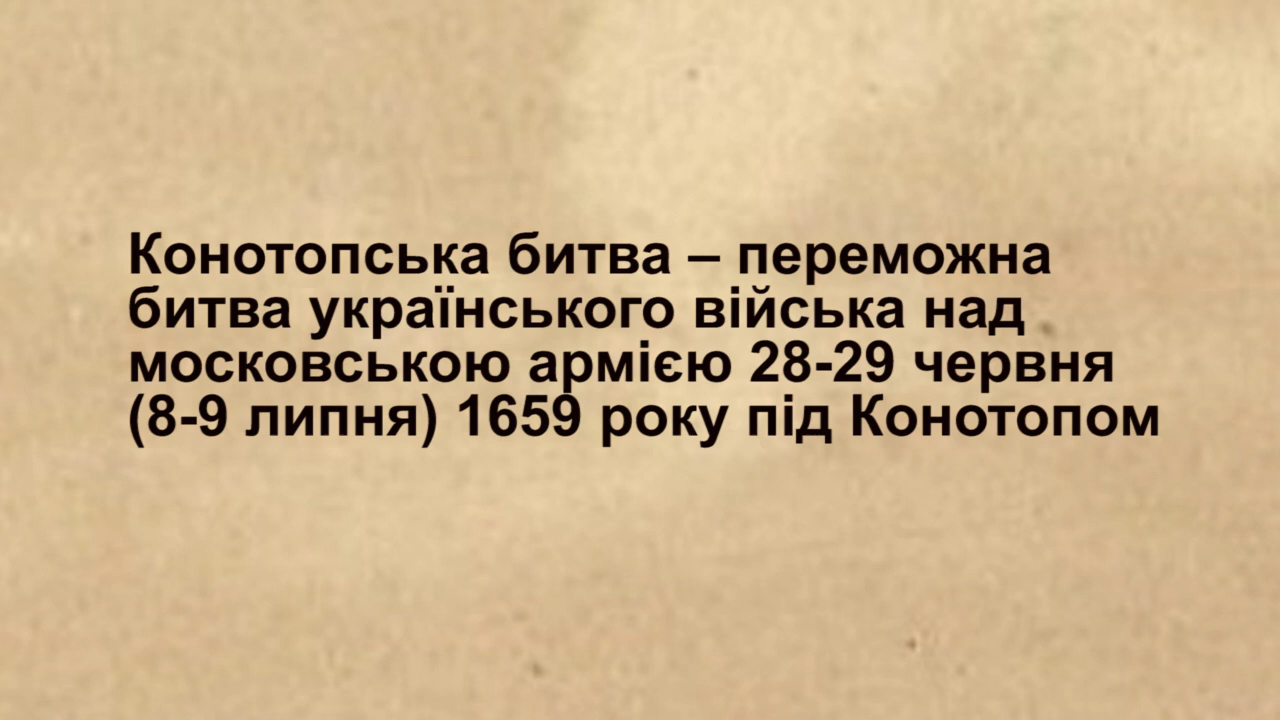 Конотопська битва – переможна
битва українського війська над
московською армією 28-29 червня
(8-9 липня) 1659 року під Конотопом